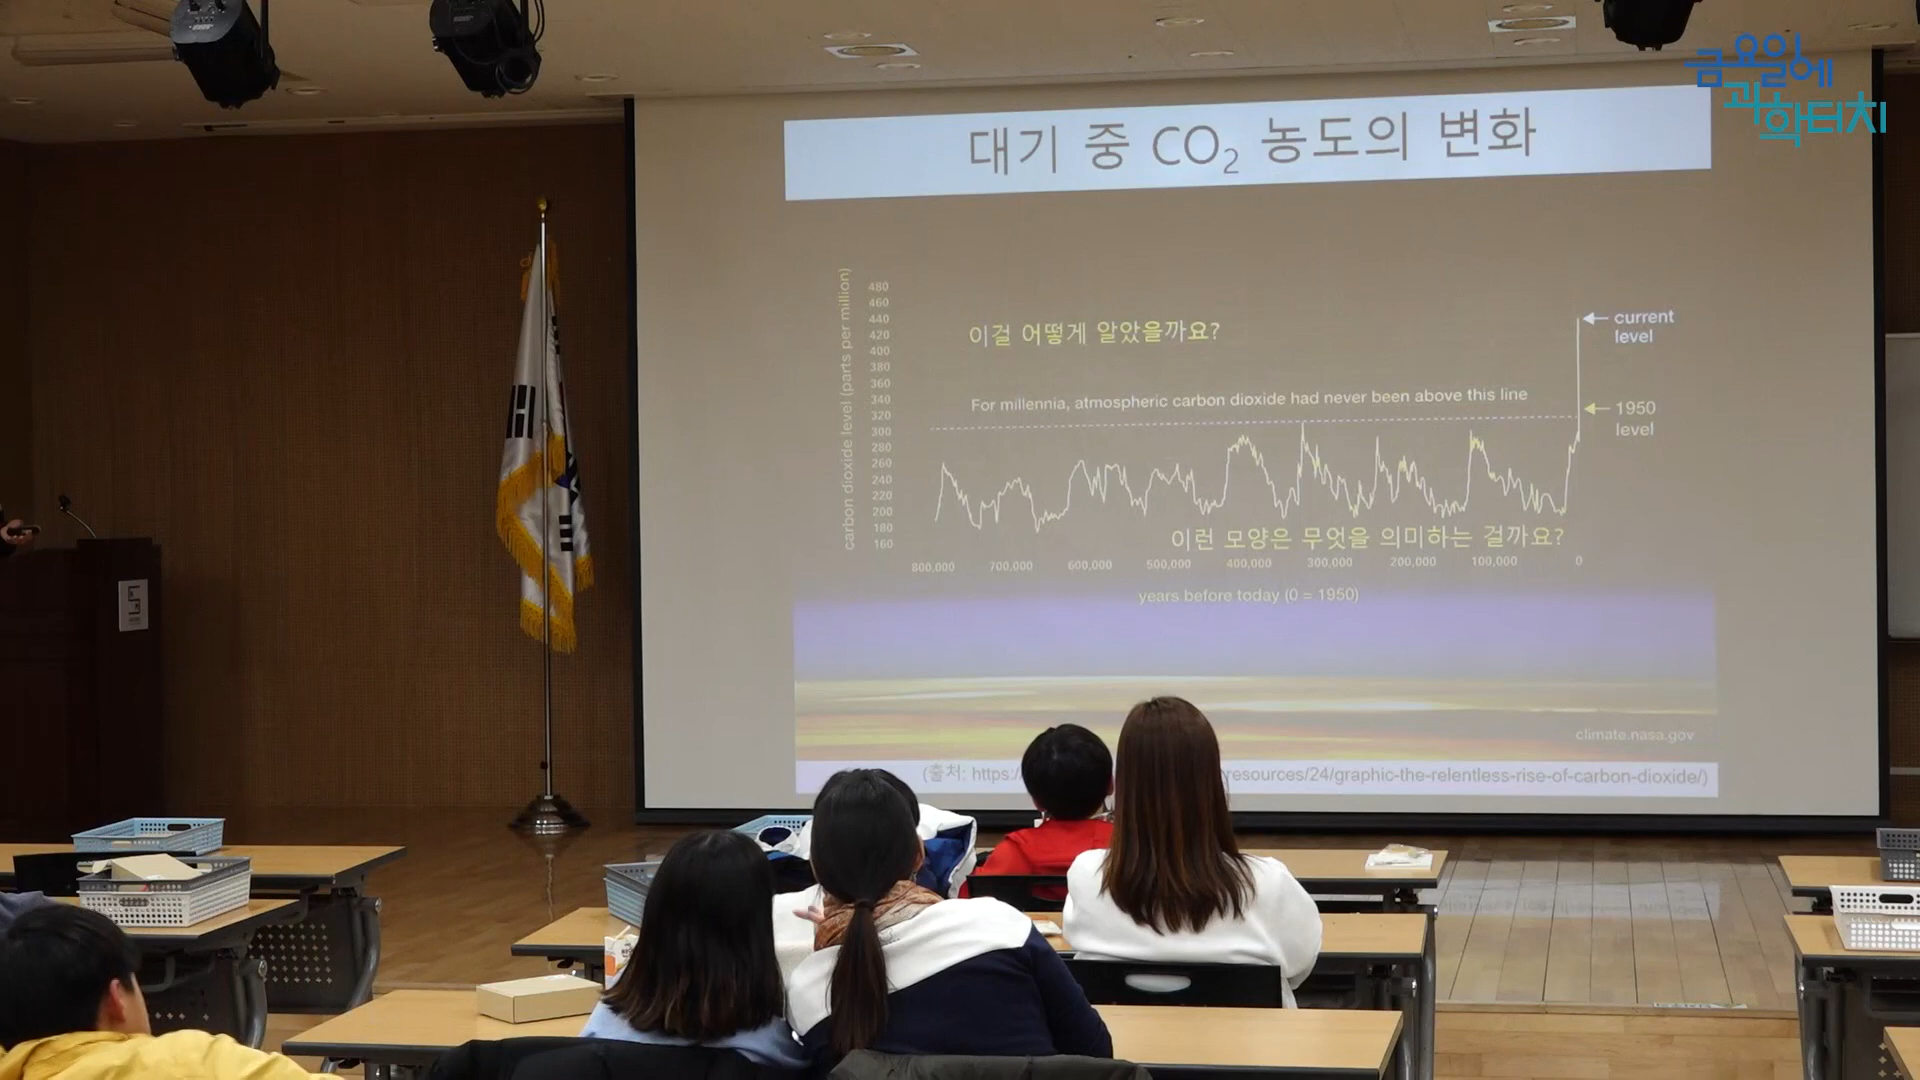 금요일에
과학터치
대기 중 CO₂ 농도의 변화
carbon dioxide level (parts per million)
480
460
440
420
400
380
360
340
320
300
280
260
240
220
200
180
160
이걸 어떻게 알았을까요?
current
level
For millennia, atmospheric carbon dioxide had never been above this line
1950
level
이런 모양은 무엇을 의미하는 걸까요?
800,000 700,000 600,000 500,000 400,000 300,000 200,000 100,000 0
years before today (0 = 1950)
climate.nasa.gov
(출처: https:/ resources/24/graphic-the-relentless-rise-of-carbon-dioxide/)